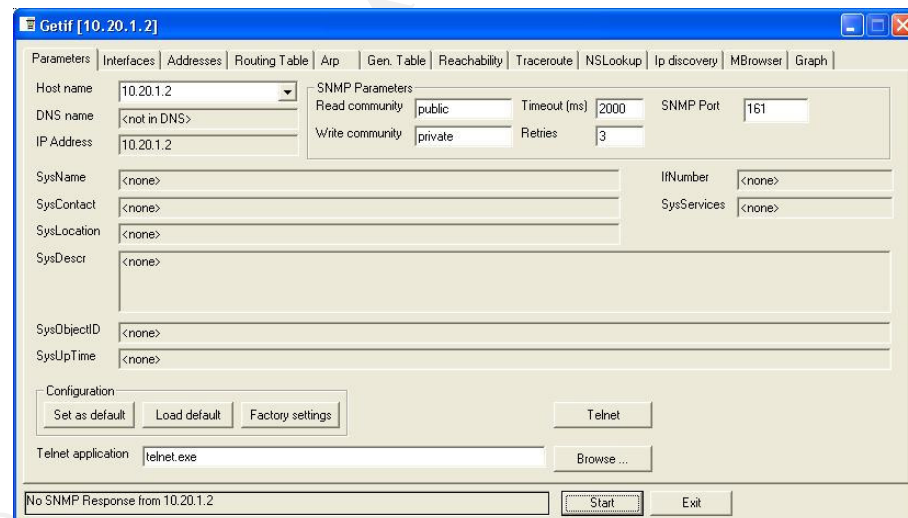 Getif [10.20.1.2]
Parameters Interfaces Addresses Routing Table Arp Gen. Table Reachability Traceroute NSLookup Ip discovery MBrowser Graph
Host name 10.20.1.2
DNS name <not in DNS>
IP Address 10.20.1.2
SNMP Parameters
Read community public Timeout (ms) 2000 SNMP Port 161
Write community private Retries 3
SysName <none> IfNumber <none>
SysContact <none> SysServices <none>
SysLocation <none>
SysDescr <none>
SysObjectID <none>
SysUpTime <none>
Configuration
Set as default Load default Factory settings Telnet
Telnet application telnet.exe Browse ...
No SNMP Response from 10.20.1.2 Start Exit